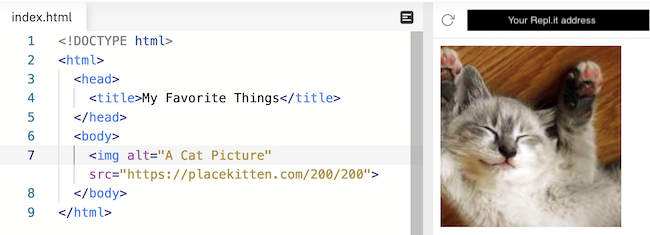 index.html
Your Repl.it address
1 <!DOCTYPE html>
2 <html>
3 <head>
4 <title>My Favorite Things</title>
5 </head>
6 <body>
7 <img alt="A Cat Picture"
src="https://placekitten.com/200/200">
8 </body>
9 </html>